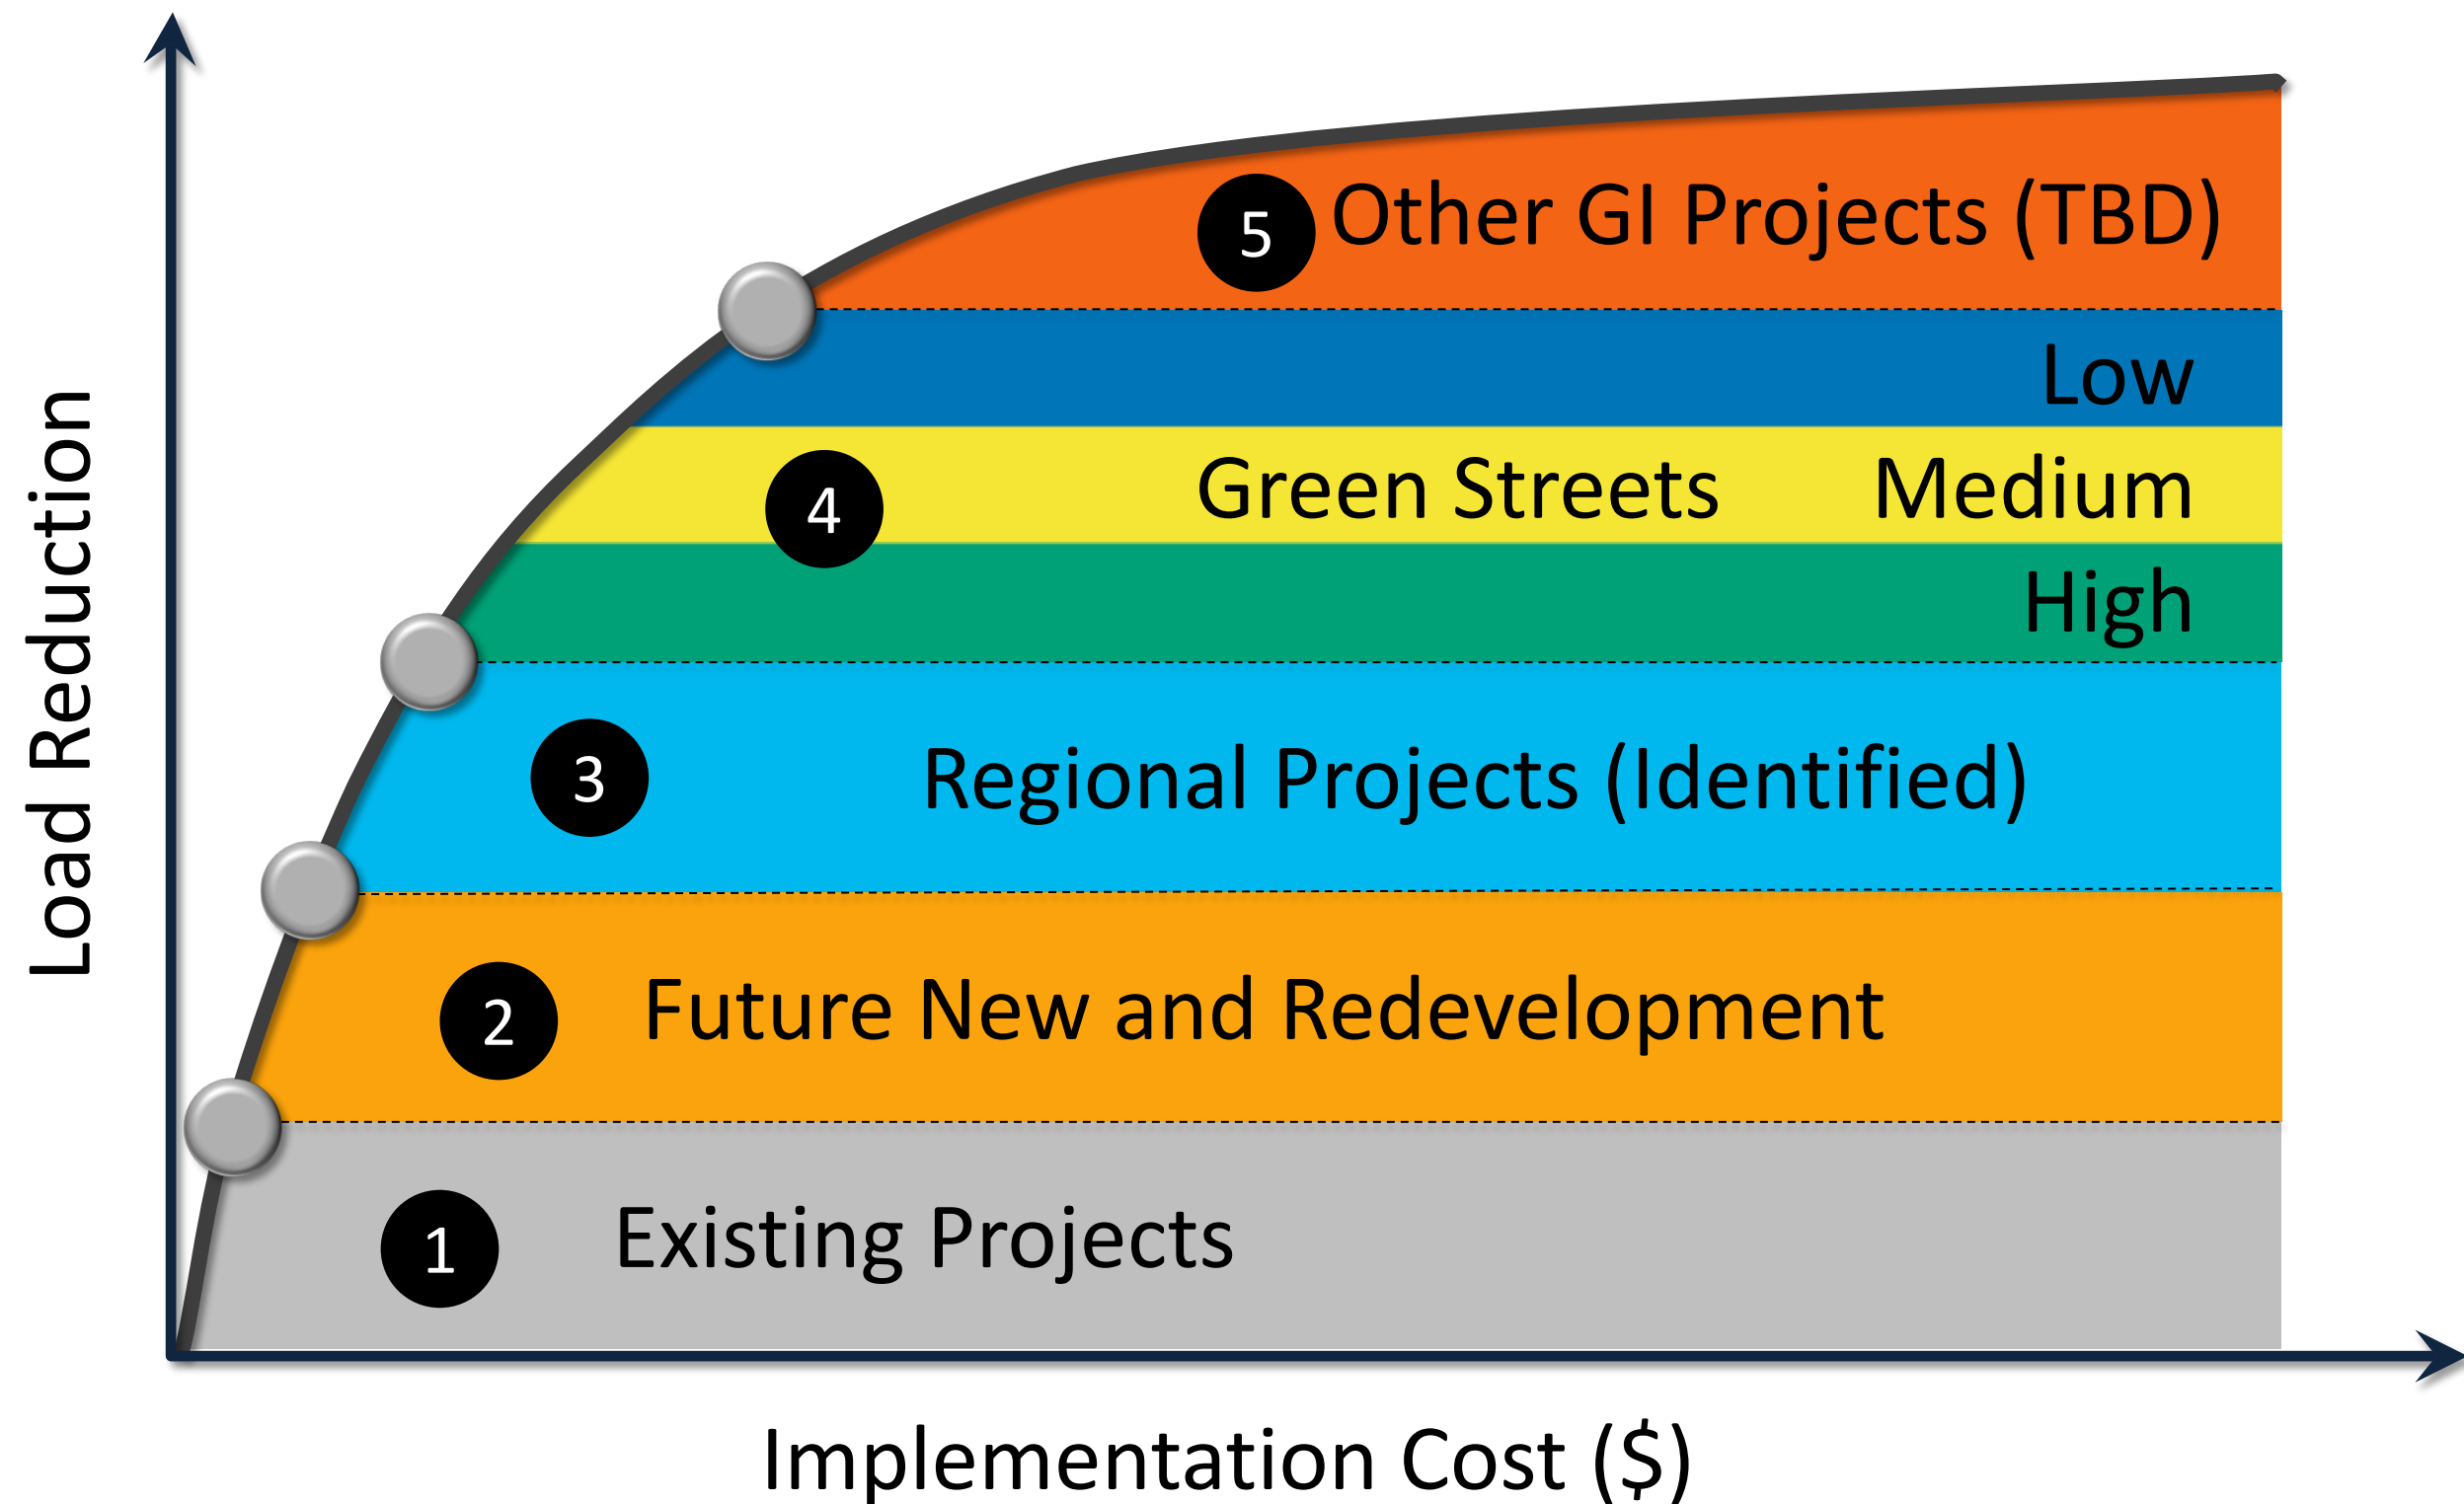 Load Reduction
5 Other GI Projects (TBD)
Low
4 Green Streets Medium
High
3 Regional Projects (Identified)
2 Future New and Redevelopment
1 Existing Projects
Implementation Cost ($)